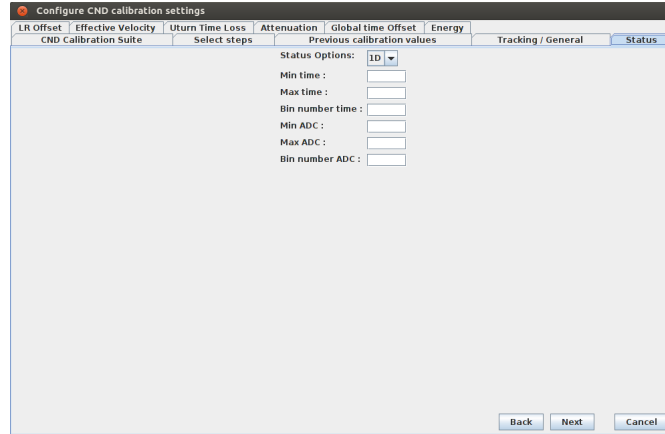 Configure CND calibration settings
LR Offset Effective Velocity Uturn Time Loss Attenuation Global time Offset Energy
CND Calibration Suite Select steps Previous calibration values Tracking / General Status
Status Options: 1D
Min time :
Max time :
Bin number time :
Min ADC :
Max ADC :
Bin number ADC :
Back Next Cancel